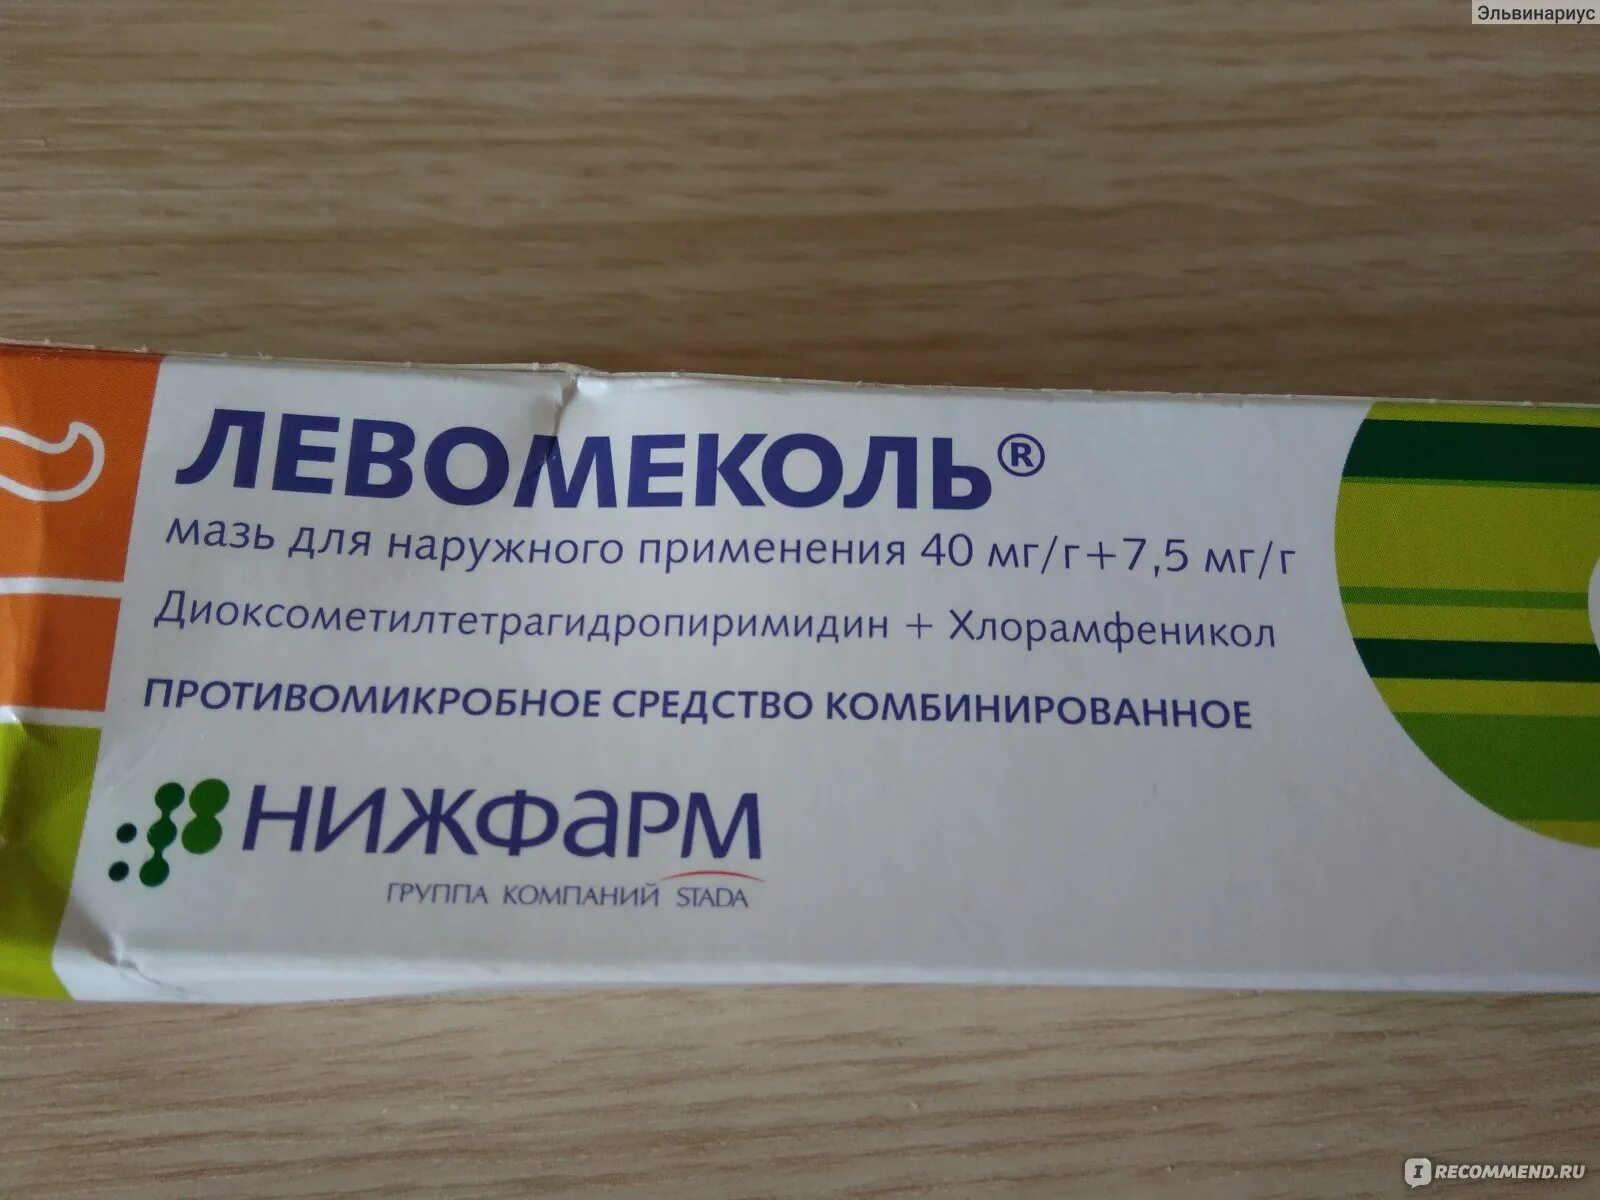 Эльвинариус
ЛЕВОМЕКОЛЬ®
мазь для наружного применения 40 мг/г+7,5 мг/г
Диоксометилтетрагидропиримидин + Хлорамфеникол
ПРОТИВОМИКРОБНОЕ СРЕДСТВО КОМБИНИРОВАННОЕ
НИЖФАРМ
ГРУППА КОМПАНИЙ STADA
IRECOMMEND.RU